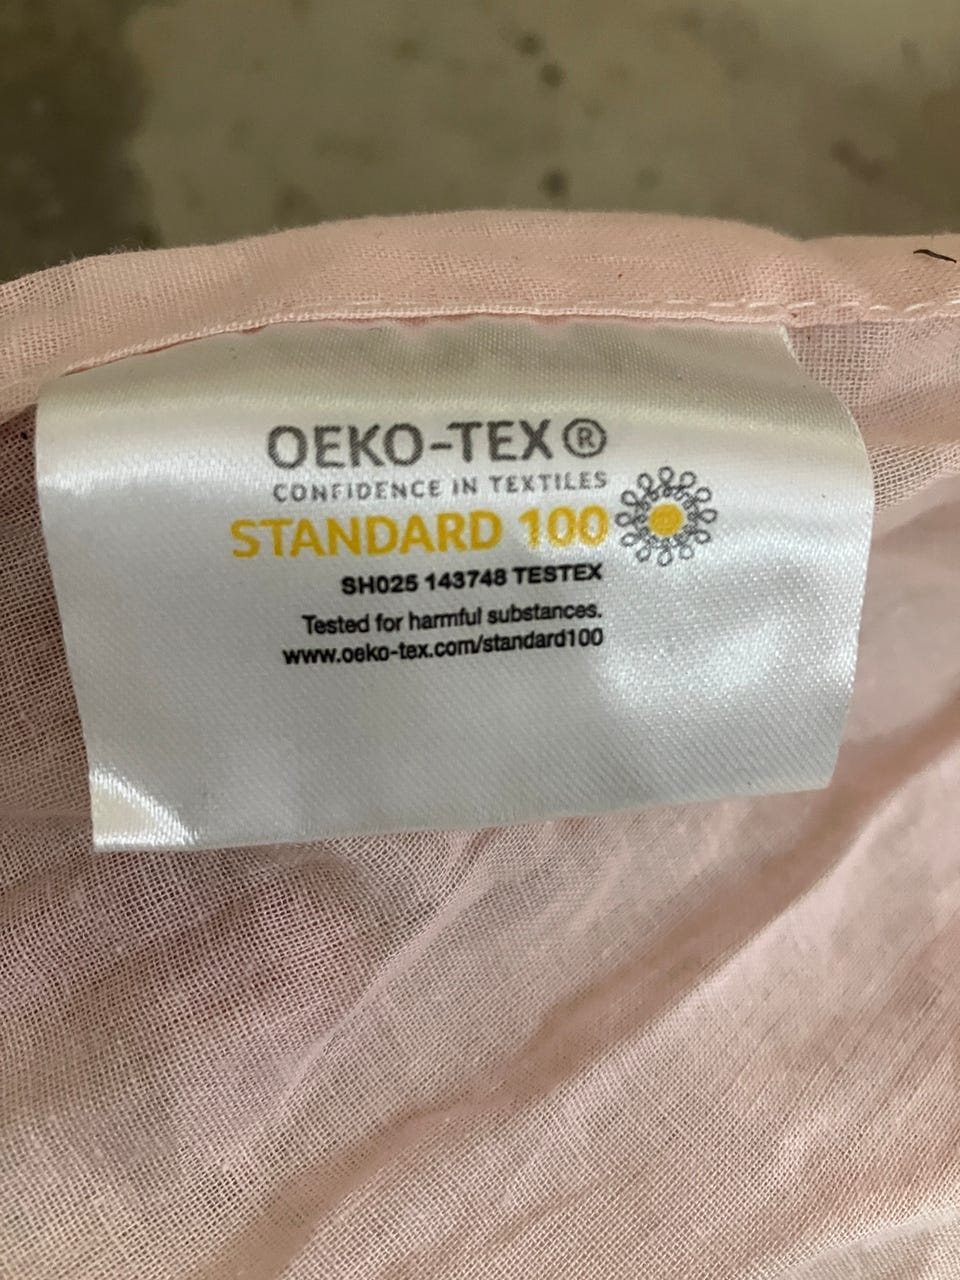 OEKO-TEX®
CONFIDENCE IN TEXTILES
STANDARD 100
SH025 143748 TESTEX
Tested for harmful substances.
www.oeko-tex.com/standard100